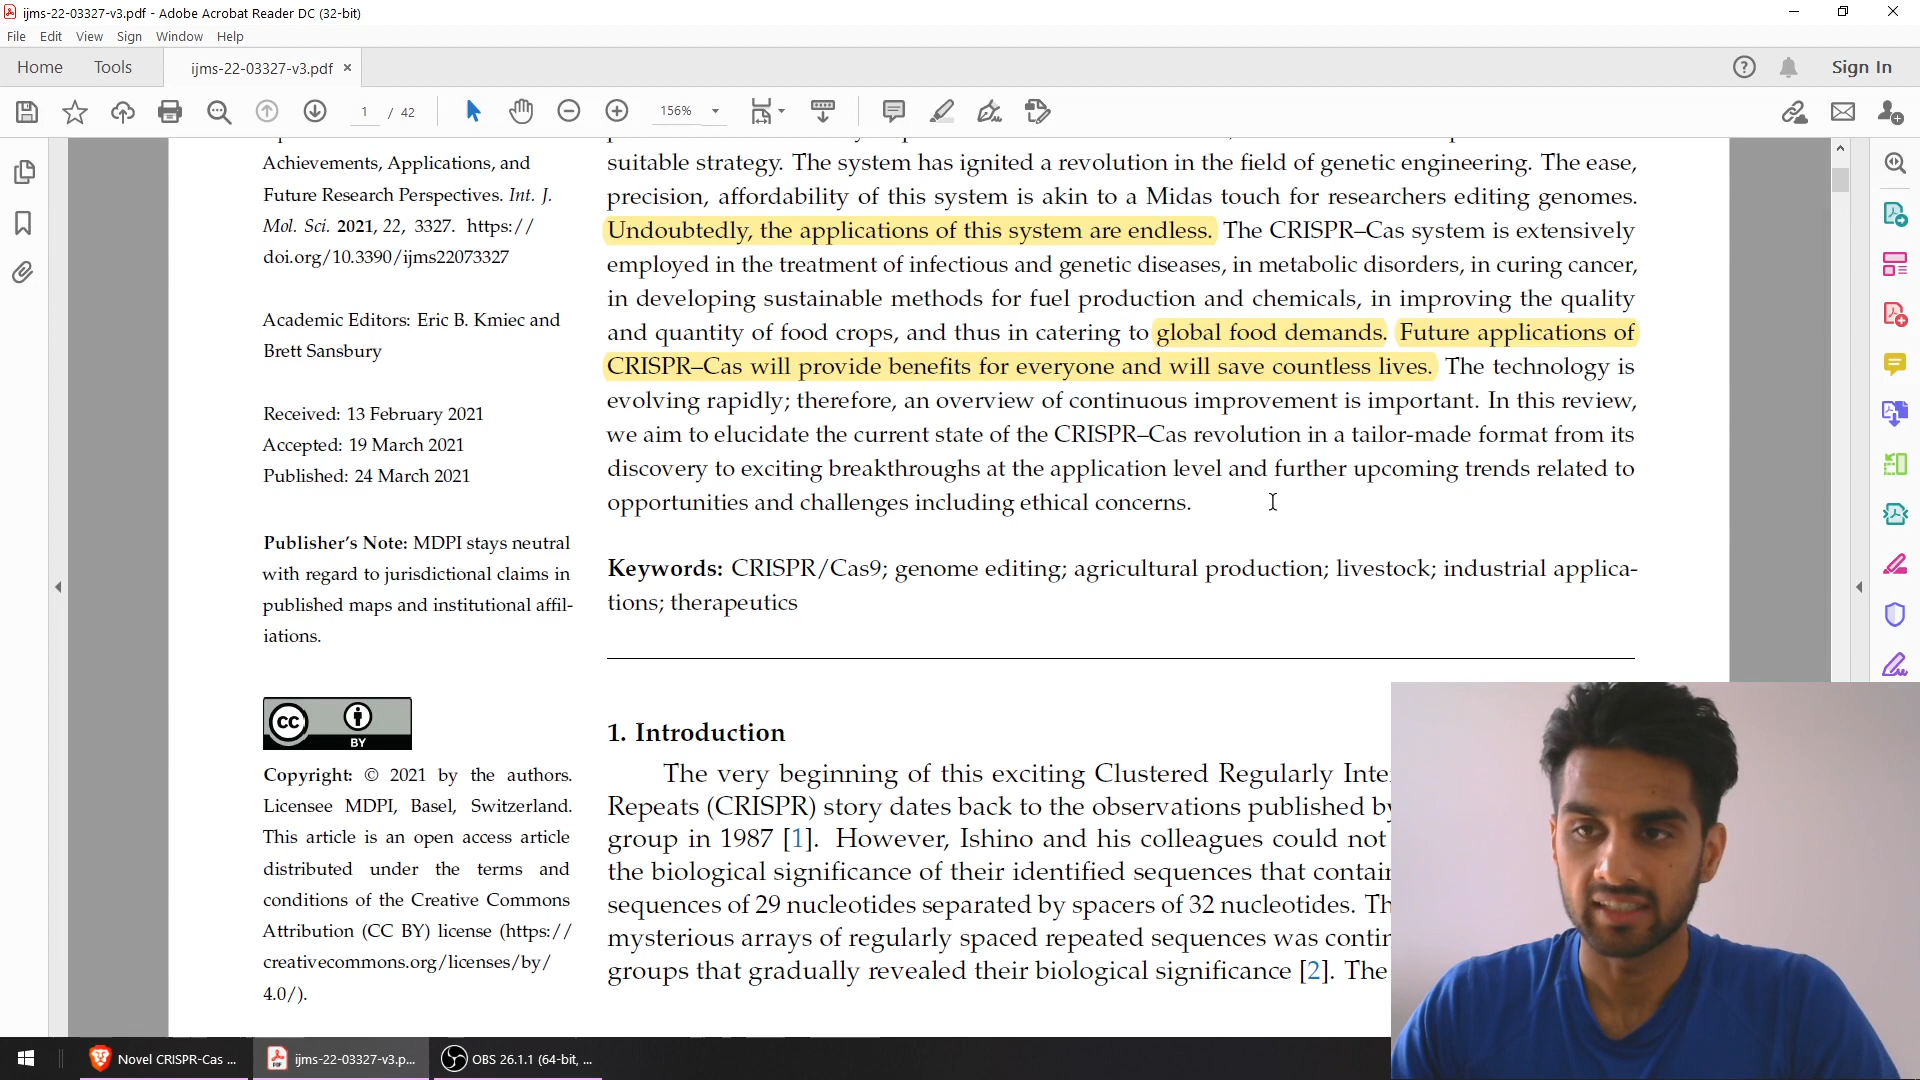 ijms-22-03327-v3.pdf - Adobe Acrobat Reader DC (32-bit)
File Edit View Sign Window Help
Home Tools ijms-22-03327-v3.pdf × Sign In
1 / 42 156%
Achievements, Applications, and
Future Research Perspectives. Int. J.
Mol. Sci. 2021, 22, 3327. https://
doi.org/10.3390/ijms22073327
Academic Editors: Eric B. Kmiec and
Brett Sansbury
Received: 13 February 2021
Accepted: 19 March 2021
Published: 24 March 2021
Publisher's Note: MDPI stays neutral
with regard to jurisdictional claims in
published maps and institutional affil-
iations.
CC BY
Copyright: © 2021 by the authors.
Licensee MDPI, Basel, Switzerland.
This article is an open access article
distributed under the terms and
conditions of the Creative Commons
Attribution (CC BY) license (https://
creativecommons.org/licenses/by/
4.0/).
suitable strategy. The system has ignited a revolution in the field of genetic engineering. The ease,
precision, affordability of this system is akin to a Midas touch for researchers editing genomes.
Undoubtedly, the applications of this system are endless. The CRISPR–Cas system is extensively
employed in the treatment of infectious and genetic diseases, in metabolic disorders, in curing cancer,
in developing sustainable methods for fuel production and chemicals, in improving the quality
and quantity of food crops, and thus in catering to global food demands. Future applications of
CRISPR–Cas will provide benefits for everyone and will save countless lives. The technology is
evolving rapidly; therefore, an overview of continuous improvement is important. In this review,
we aim to elucidate the current state of the CRISPR–Cas revolution in a tailor-made format from its
discovery to exciting breakthroughs at the application level and further upcoming trends related to
opportunities and challenges including ethical concerns.
Keywords: CRISPR/Cas9; genome editing; agricultural production; livestock; industrial applica-
tions; therapeutics
1. Introduction
The very beginning of this exciting Clustered Regularly
Repeats (CRISPR) story dates back to the observations published
group in 1987 [1]. However, Ishino and his colleagues could not
the biological significance of their identified sequences that
sequences of 29 nucleotides separated by spacers of 32 nucleotides.
mysterious arrays of regularly spaced repeated sequences was
groups that gradually revealed their biological significance [2]. The
Novel CRISPR-Cas ... ijms-22-03327-v3.p... OBS 26.1.1 (64-bit, ...